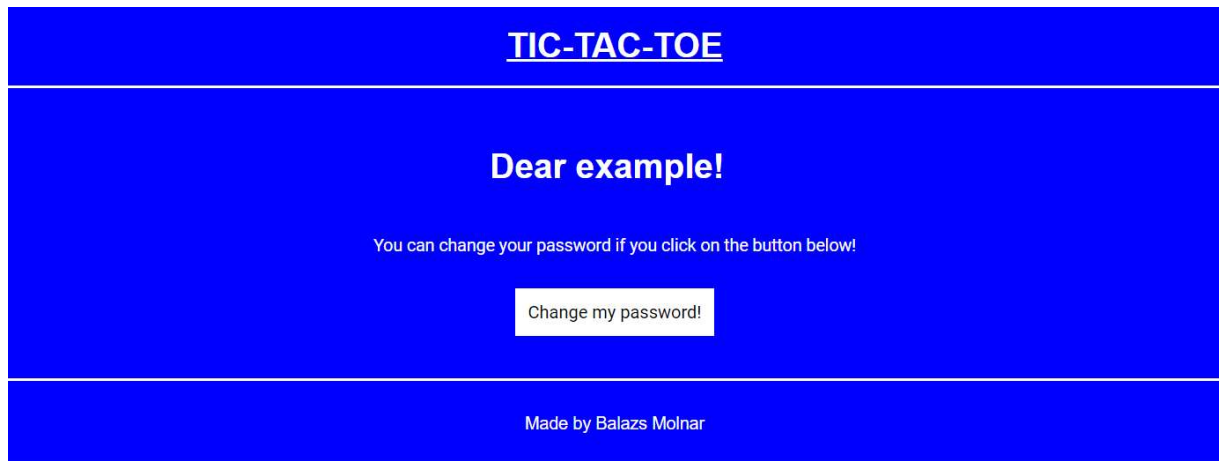 TIC-TAC-TOE
Dear example!
You can change your password if you click on the button below!
Change my password!
Made by Balazs Molnar